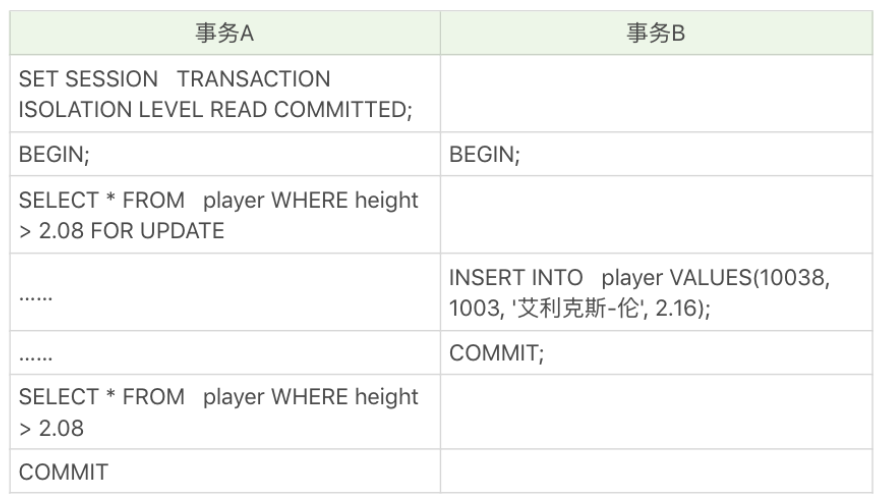 事务A
事务B
SET SESSION TRANSACTION
ISOLATION LEVEL READ COMMITTED;
BEGIN;
BEGIN;
SELECT * FROM player WHERE height
> 2.08 FOR UPDATE
……
INSERT INTO player VALUES(10038,
1003, '艾利克斯-伦', 2.16);
……
COMMIT;
SELECT * FROM player WHERE height
> 2.08
COMMIT